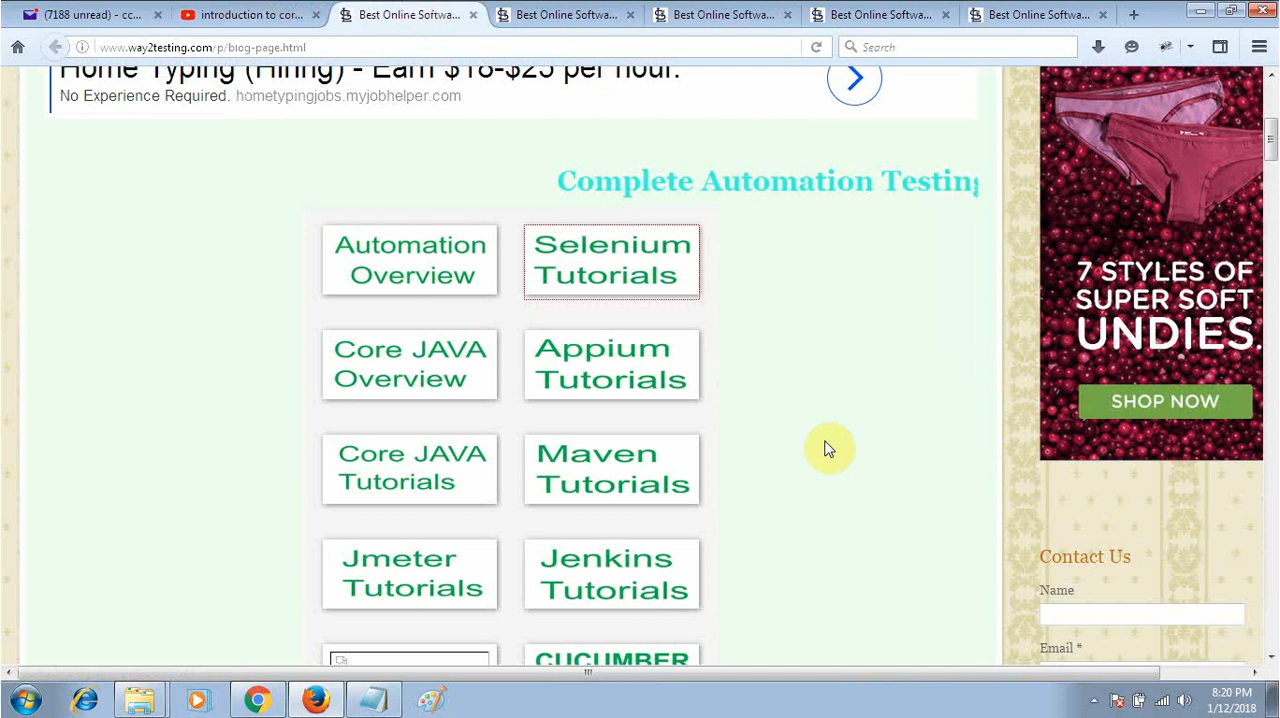 (7188 unread) - cc...
introduction to cor...
Best Online Softwa...
Best Online Softwa...
Best Online Softwa...
Best Online Softwa...
Best Online Softwa...
www.way2testing.com/p/blog-page.html
Search
Home Typing (Hiring) - Earn $18-$25 per hour.
No Experience Required. hometypingjobs.myjobhelper.com
Complete Automation Testing
Automation
Overview
Selenium
Tutorials
Core JAVA
Overview
Appium
Tutorials
Core JAVA
Tutorials
Maven
Tutorials
Jmeter
Tutorials
Jenkins
Tutorials
CUCUMBER
7 STYLES OF
SUPER SOFT
UNDIES.
SHOP NOW
Contact Us
Name
Email *
8:20 PM
1/12/2018